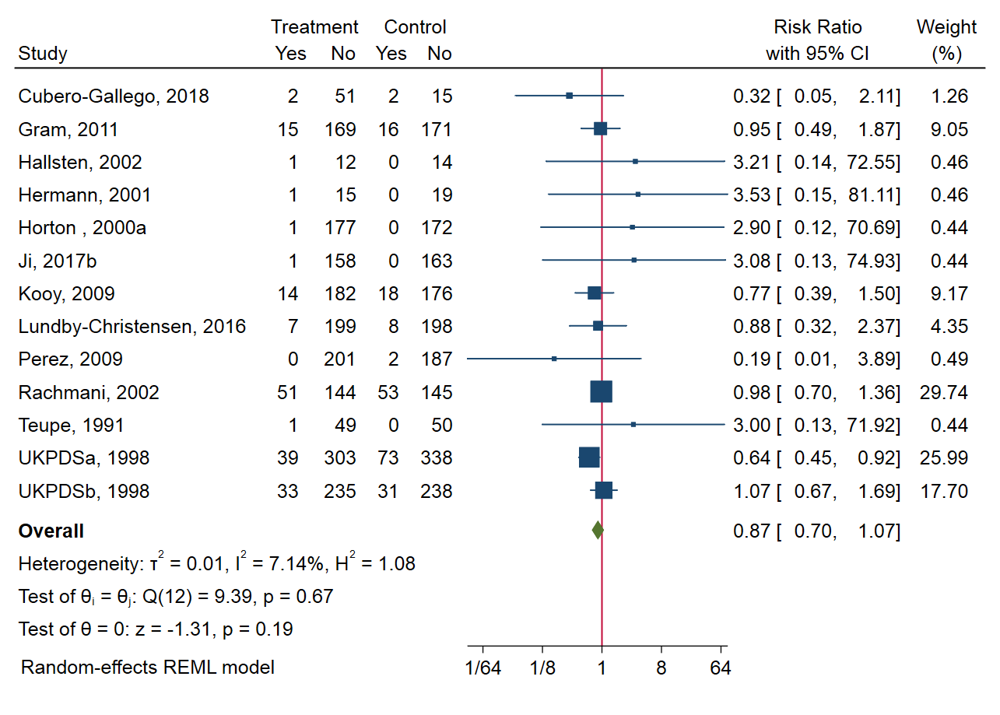 Treatment Control Risk Ratio Weight
Study Yes No Yes No with 95% CI (%)
Cubero-Gallego, 2018 2 51 2 15 0.32 [ 0.05, 2.11] 1.26
Gram, 2011 15 169 16 171 0.95 [ 0.49, 1.87] 9.05
Hallsten, 2002 1 12 0 14 3.21 [ 0.14, 72.55] 0.46
Hermann, 2001 1 15 0 19 3.53 [ 0.15, 81.11] 0.46
Horton , 2000a 1 177 0 172 2.90 [ 0.12, 70.69] 0.44
Ji, 2017b 1 158 0 163 3.08 [ 0.13, 74.93] 0.44
Kooy, 2009 14 182 18 176 0.77 [ 0.39, 1.50] 9.17
Lundby-Christensen, 2016 7 199 8 198 0.88 [ 0.32, 2.37] 4.35
Perez, 2009 0 201 2 187 0.19 [ 0.01, 3.89] 0.49
Rachmani, 2002 51 144 53 145 0.98 [ 0.70, 1.36] 29.74
Teupe, 1991 1 49 0 50 3.00 [ 0.13, 71.92] 0.44
UKPDSa, 1998 39 303 73 338 0.64 [ 0.45, 0.92] 25.99
UKPDSb, 1998 33 235 31 238 1.07 [ 0.67, 1.69] 17.70
Overall 0.87 [ 0.70, 1.07]
Heterogeneity: τ² = 0.01, I² = 7.14%, H² = 1.08
Test of θᵢ = θⱼ: Q(12) = 9.39, p = 0.67
Test of θ = 0: z = -1.31, p = 0.19
Random-effects REML model 1/64 1/8 1 8 64